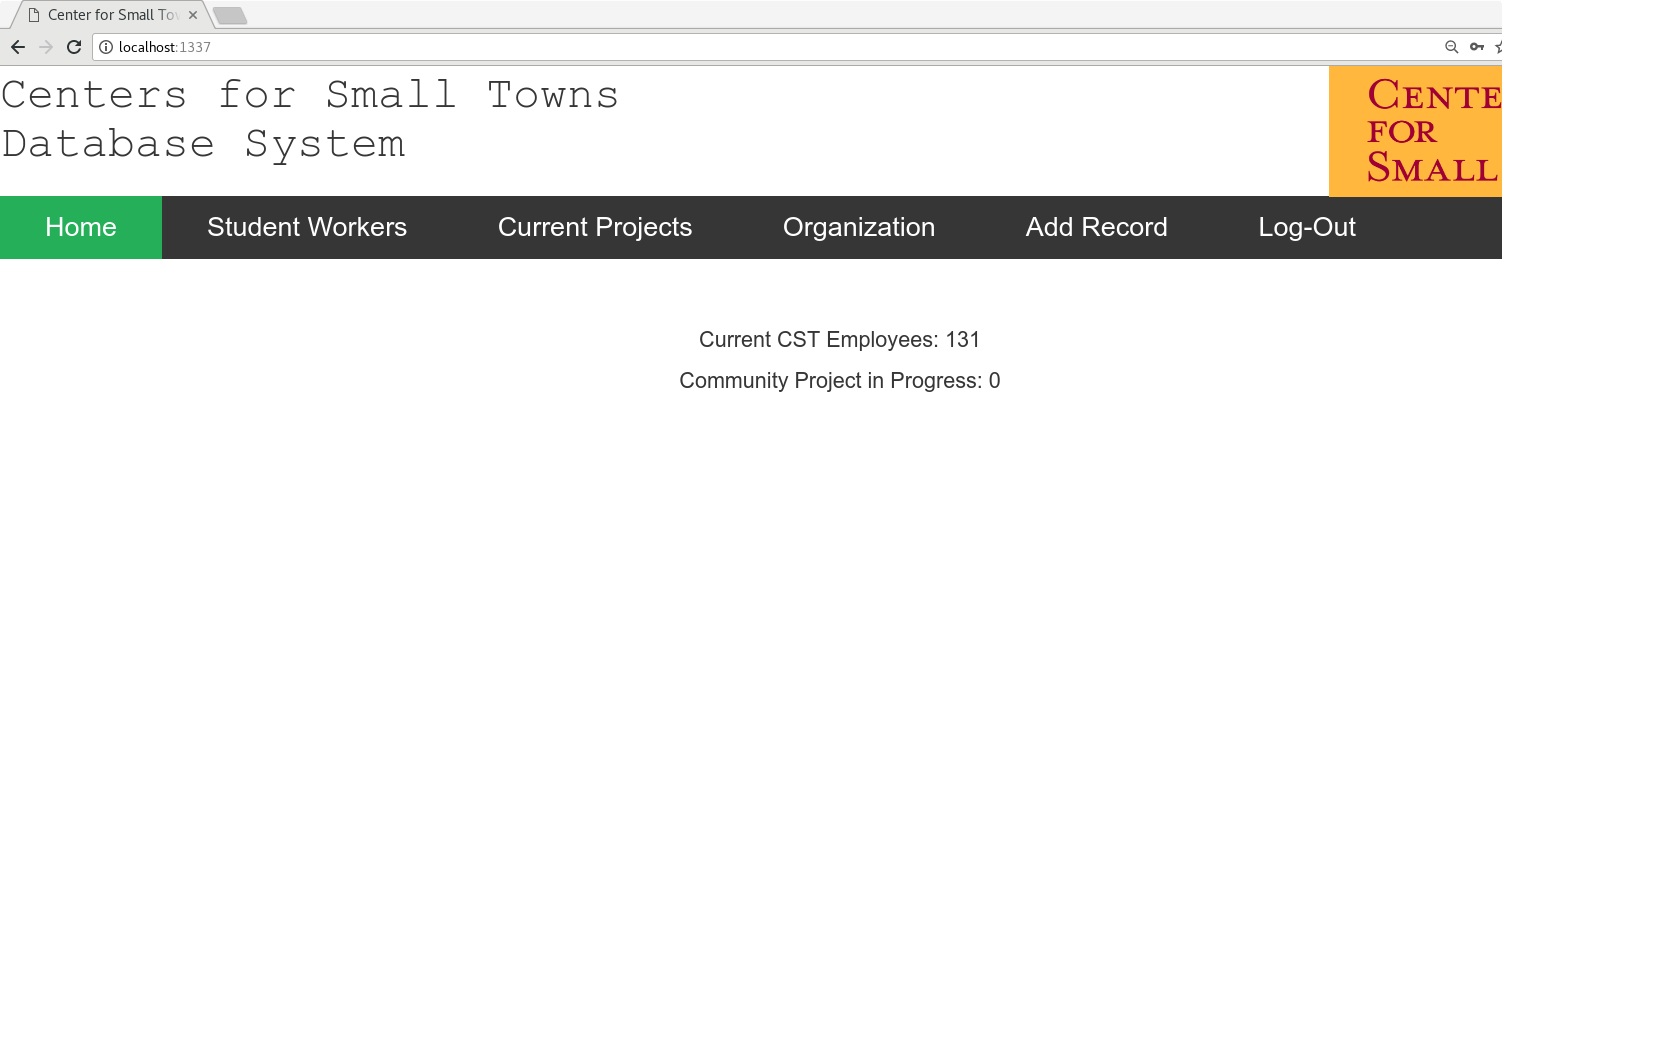 Center for Small Tov
localhost:1337
Centers for Small Towns
Database System
CENTE
FOR
SMALL
Home Student Workers Current Projects Organization Add Record Log-Out
Current CST Employees: 131
Community Project in Progress: 0